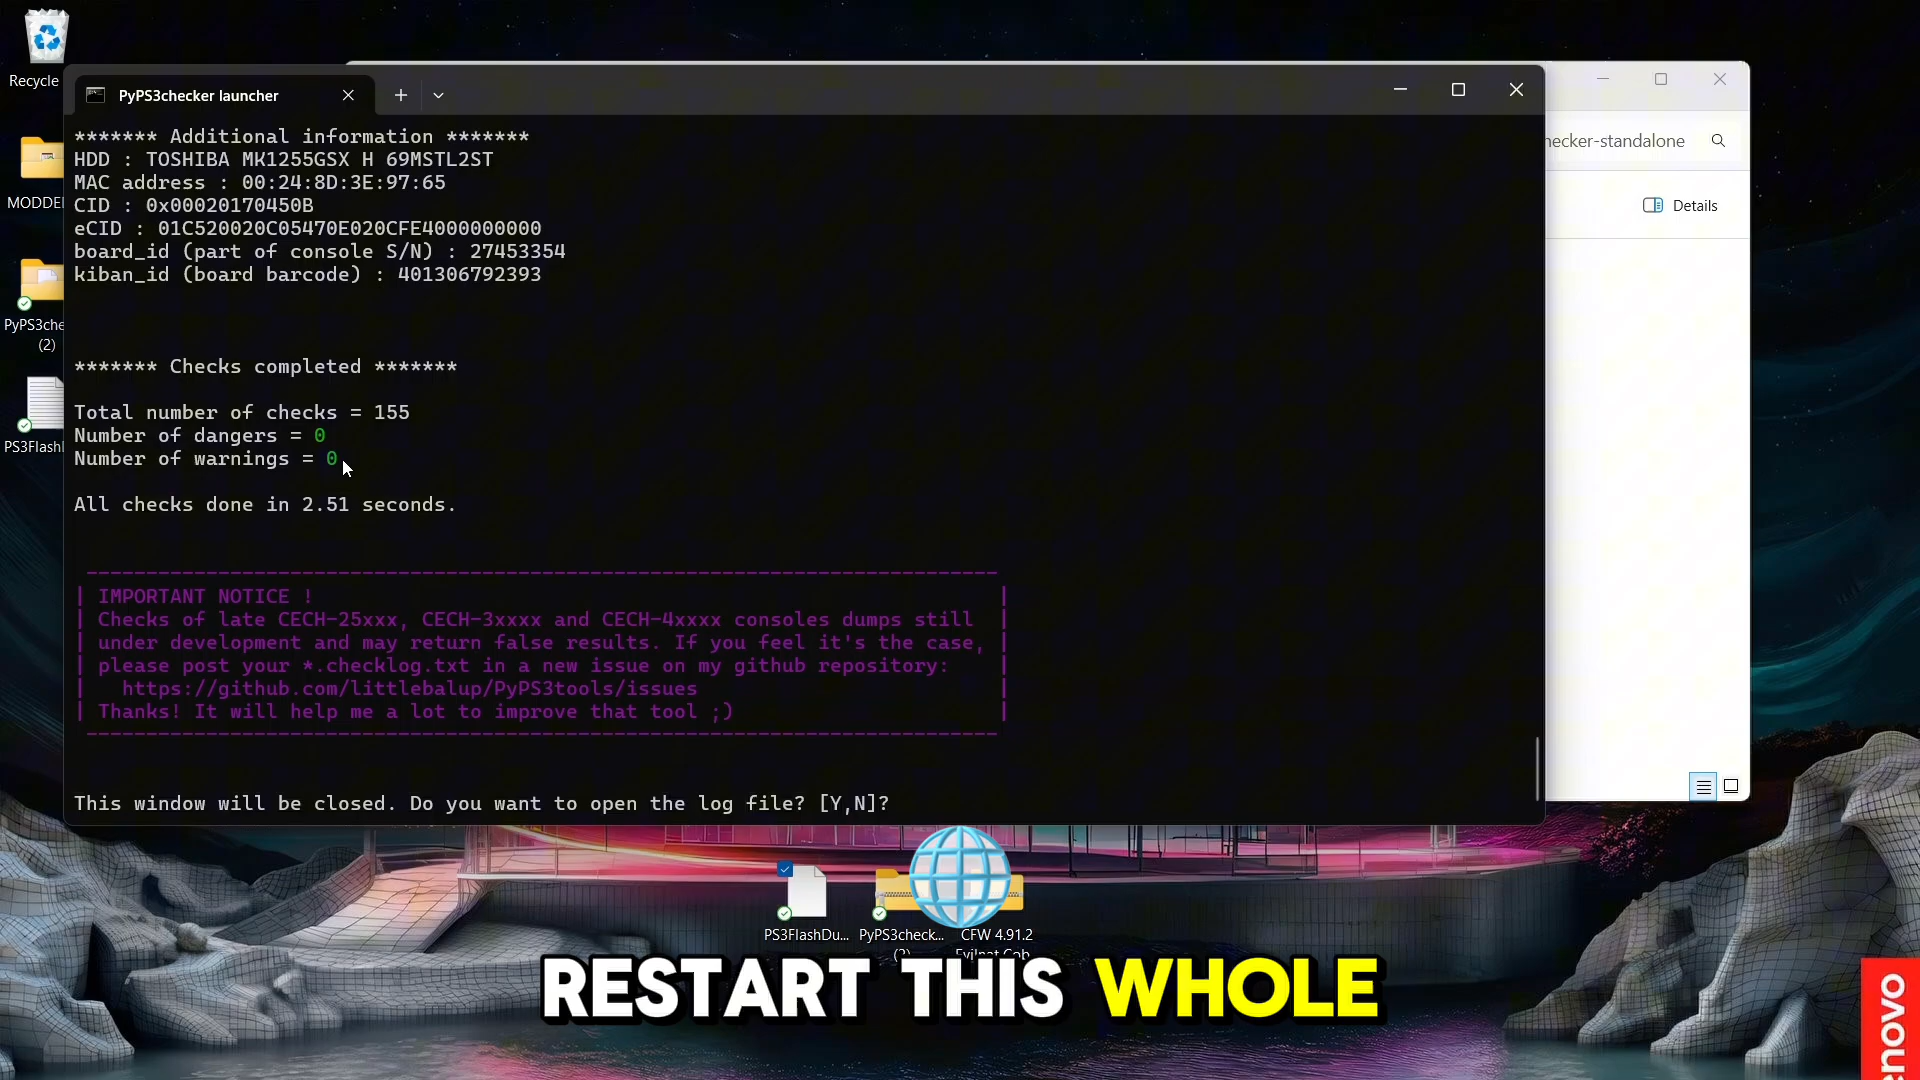 Recycle
PyPS3checker launcher
******* Additional information *******
HDD : TOSHIBA MK1255GSX H 69MSTL2ST
MAC address : 00:24:8D:3E:97:65
CID : 0x00020170450B
eCID : 01C520020C05470E020CFE4000000000
board_id (part of console S/N) : 27453354
kiban_id (board barcode) : 401306792393
******* Checks completed *******
Total number of checks = 155
Number of dangers = 0
Number of warnings = 0
All checks done in 2.51 seconds.
IMPORTANT NOTICE !
Checks of late CECH-25xxx, CECH-3xxxx and CECH-4xxxx consoles dumps still
under development and may return false results. If you feel it's the case,
please post your *.checklog.txt in a new issue on my github repository:
https://github.com/littlebalup/PyPS3tools/issues
Thanks! It will help me a lot to improve that tool ;)
This window will be closed. Do you want to open the log file? [Y,N]?
hecker-standalone
Details
MODDE
PyPS3che
(2)
PS3Flash
PS3FlashDu...
PyPS3check...
CFW 4.91.2
RESTART THIS WHOLE
enovo